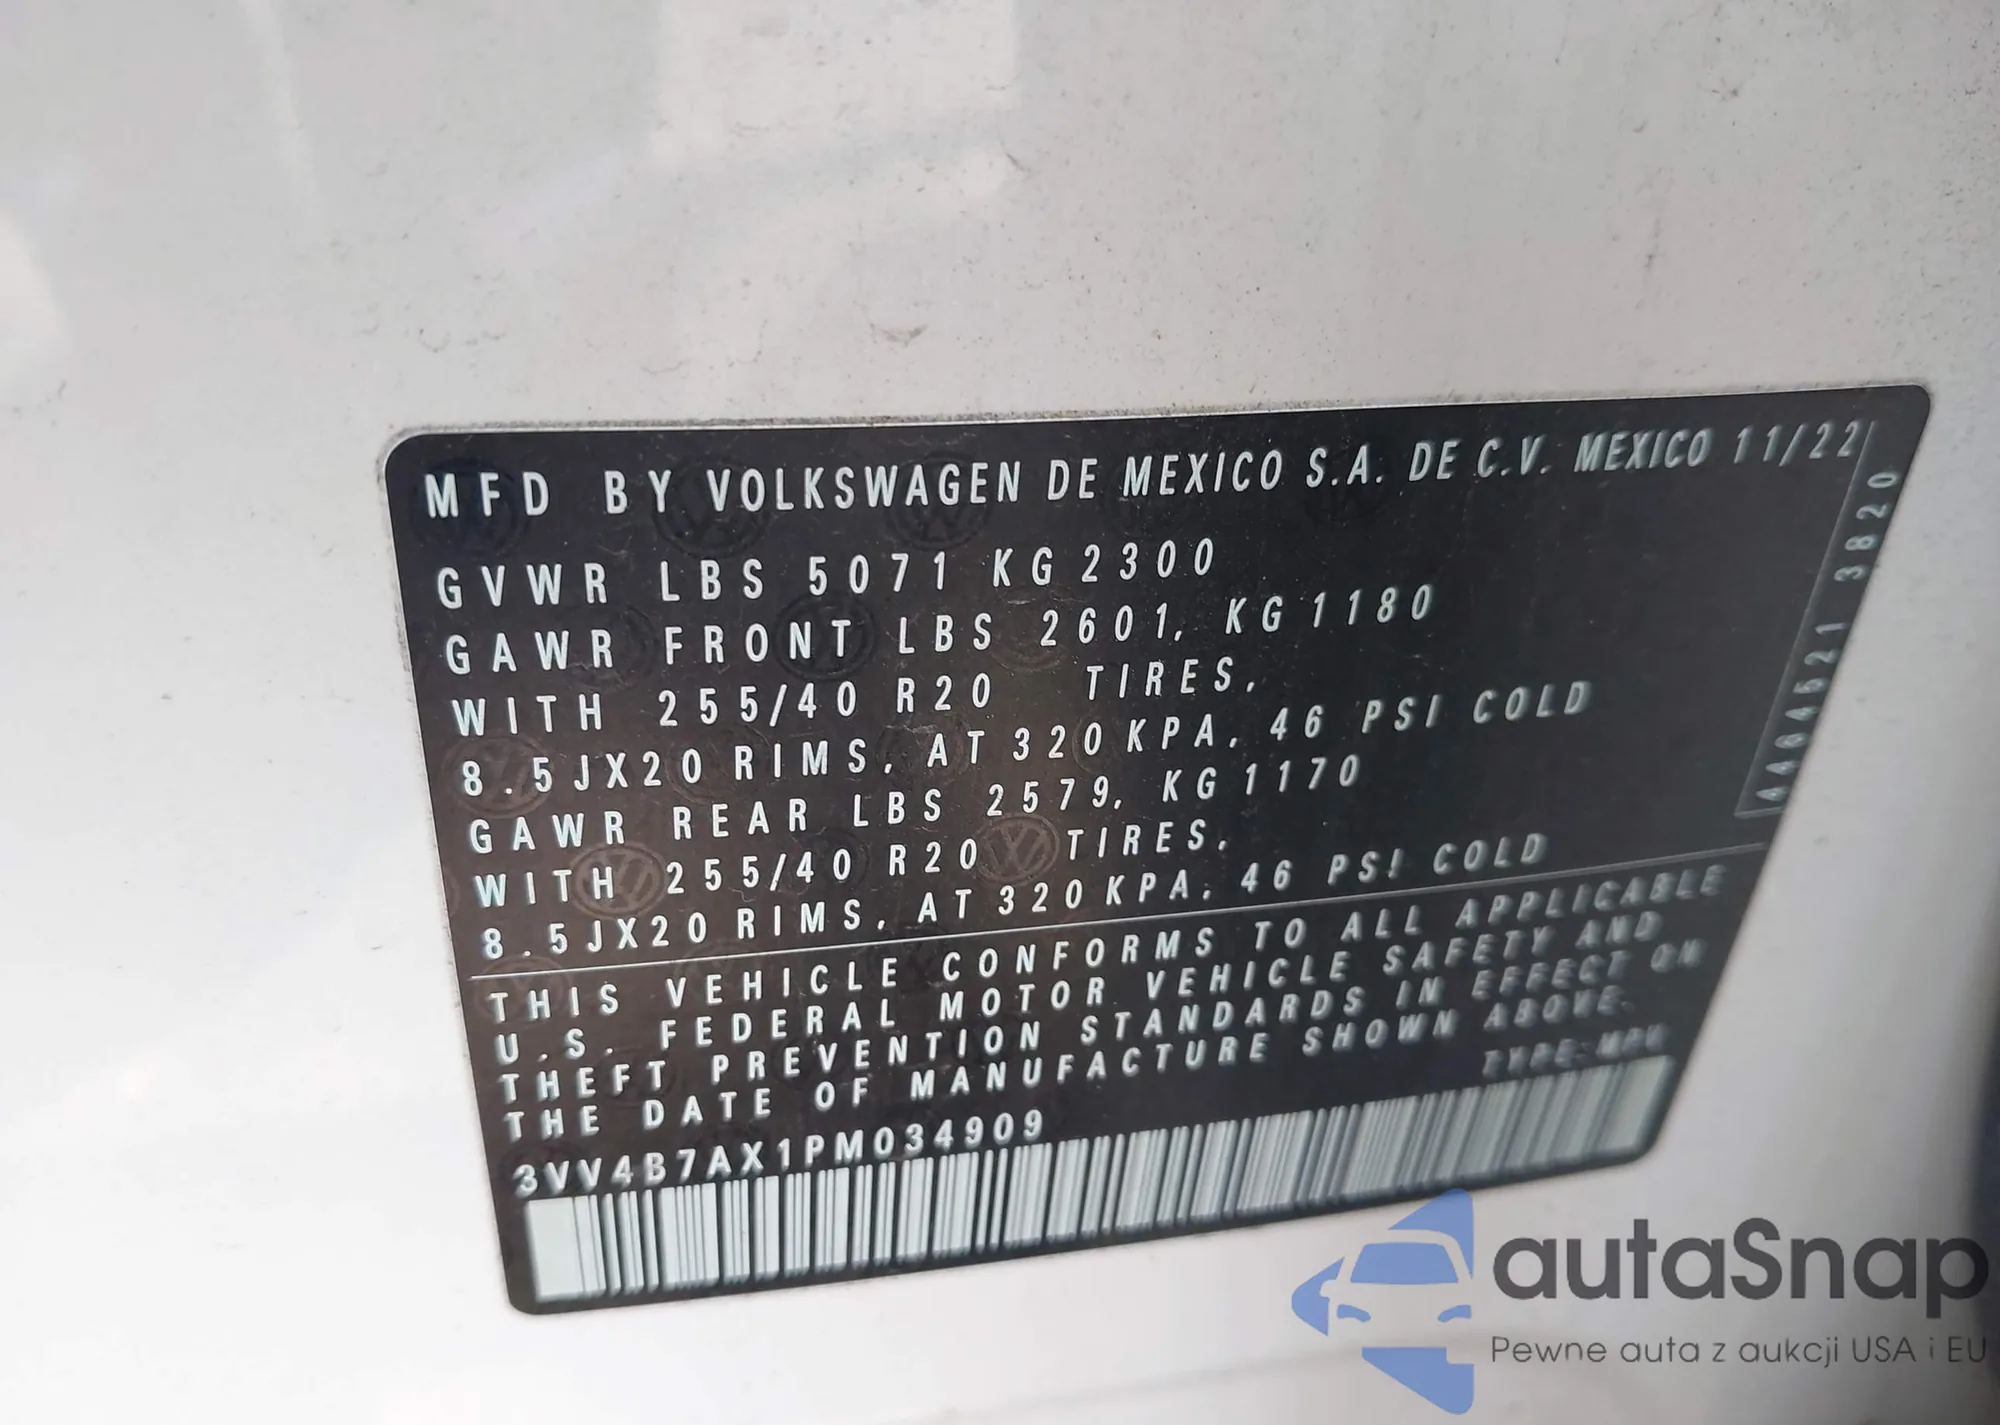 MFD BY VOLKSWAGEN DE MEXICO S.A. DE C.V. MEXICO 11/22
GVWR LBS 5071 KG 2300
GAWR FRONT LBS 2601, KG 1180
WITH 255/40 R20 TIRES,
8.5JX20 RIMS, AT 320 KPA, 46 PSI COLD
GAWR REAR LBS 2579, KG 1170
WITH 255/40 R20 TIRES,
8.5JX20 RIMS, AT 320 KPA, 46 PSI COLD
THIS VEHICLE CONFORMS TO ALL APPLICABLE
U.S. FEDERAL MOTOR VEHICLE SAFETY AND
THEFT PREVENTION STANDARDS IN EFFECT ON
THE DATE OF MANUFACTURE SHOWN ABOVE.
TYPE: MPV
3VV4B7AX1PM034909
3820
autaSnap
Pewne auta z aukcji USA i EU